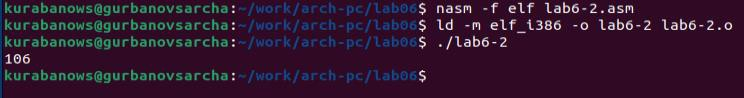 kurabanows@gurbanovsarcha:~/work/arch-pc/lab06$ nasm -f elf lab6-2.asm
kurabanows@gurbanovsarcha:~/work/arch-pc/lab06$ ld -m elf_i386 -o lab6-2 lab6-2.o
kurabanows@gurbanovsarcha:~/work/arch-pc/lab06$ ./lab6-2
106
kurabanows@gurbanovsarcha:~/work/arch-pc/lab06$